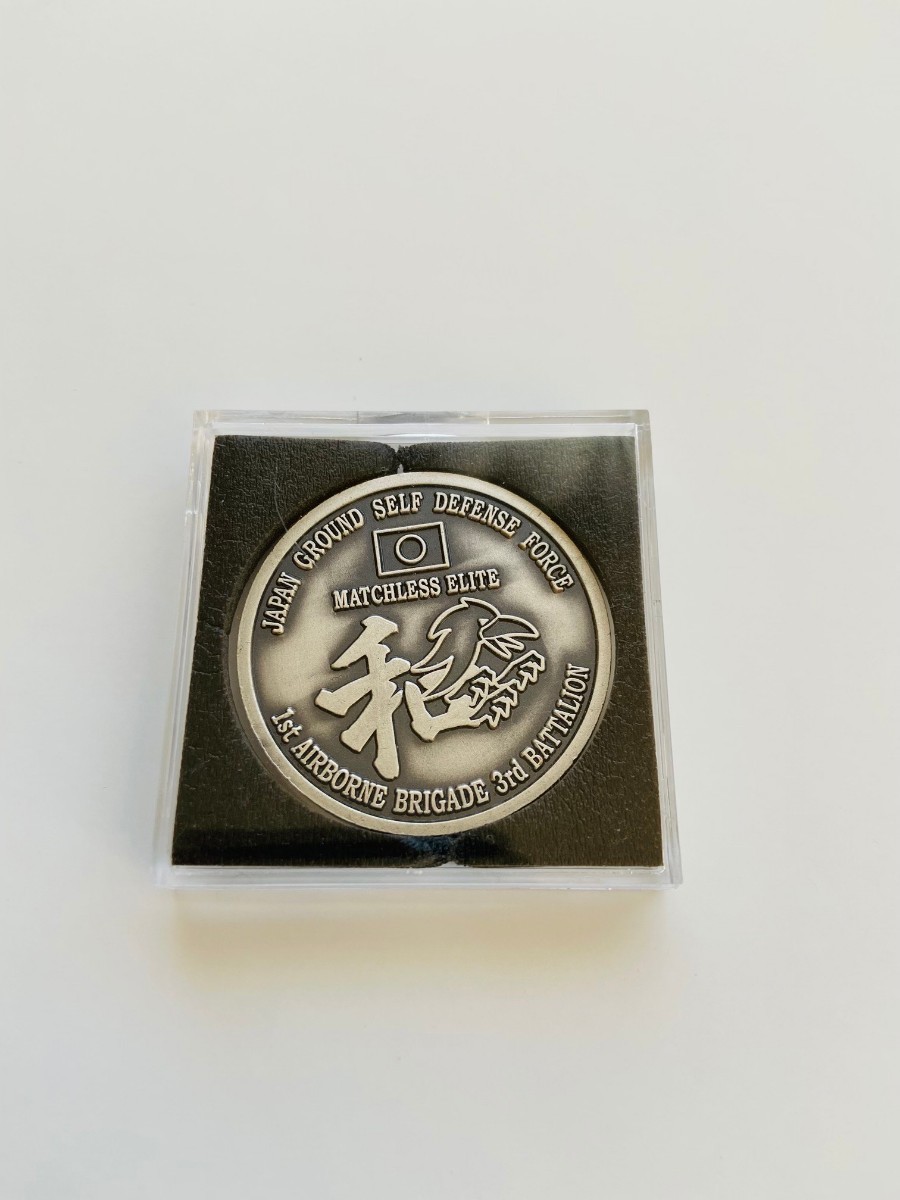 JAPAN GROUND SELF DEFENSE FORCE
MATCHLESS ELITE
和
1st AIRBORNE BRIGADE 3rd BATTALION